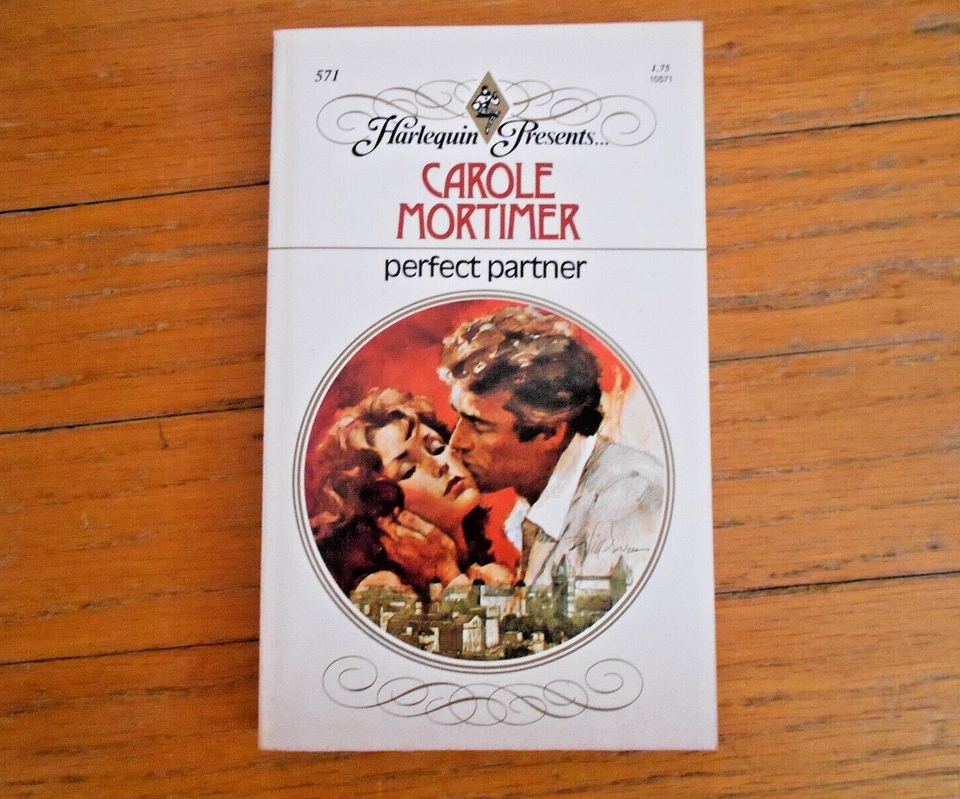 571
1.75
10571
Harlequin Presents...
CAROLE
MORTIMER
perfect partner